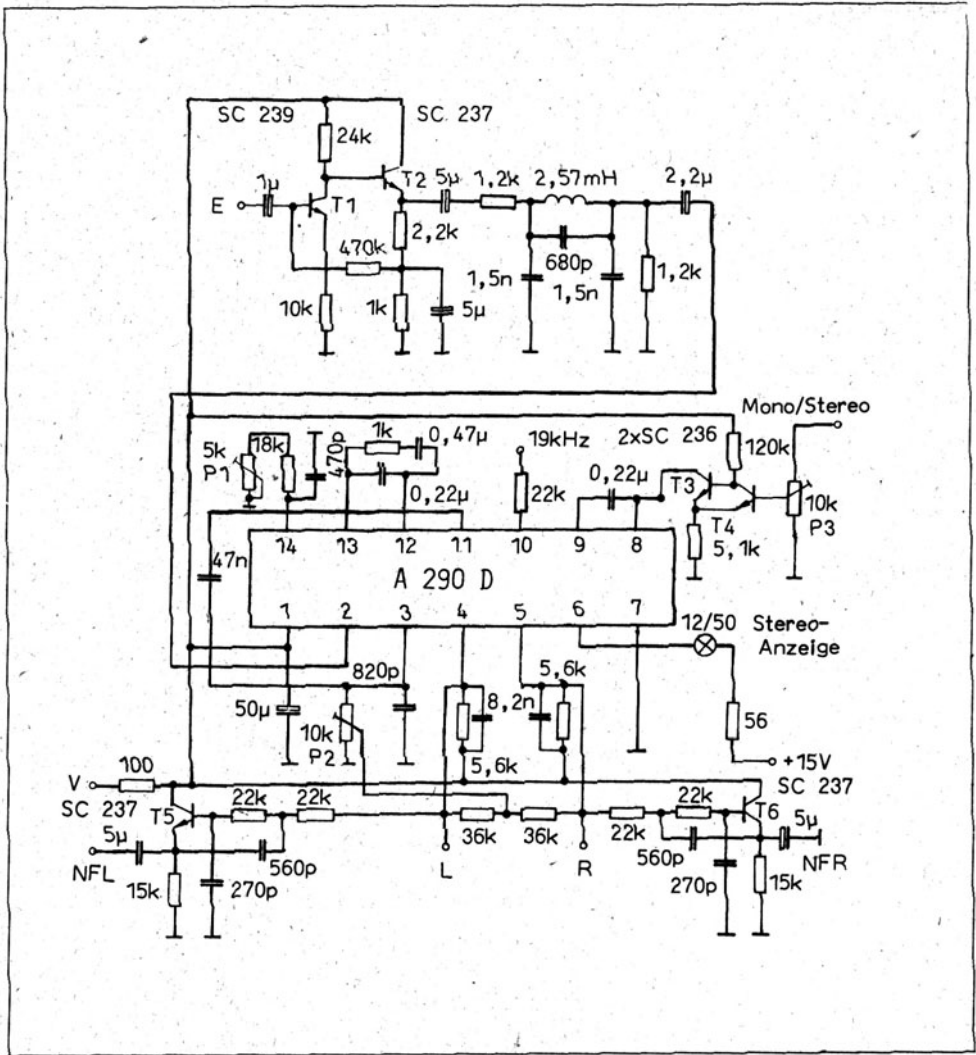 SC 239
SC 237
24k
1µ
E
T1
T2
5µ
1,2k
2,57mH
2,2µ
2,2k
470k
680p
1,5n
1,5n
1,2k
10k
1k
5µ
Mono/Stereo
5k
P1
18k
470p
1k
0,47µ
0,22µ
19kHz
22k
2xSC 236
0,22µ
T3
120k
T4
5,1k
10k
P3
47n
14 13 12 11 10 9 8
A 290 D
1 2 3 4 5 6 7
12/50
Stereo-
Anzeige
50µ
10k
P2
820p
8,2n
5,6k
5,6k
56
+15V
V
100
SC 237
T5
22k
22k
5µ
NFL
15k
270p
560p
36k
36k
L
R
22k
22k
SC 237
T6
5µ
560p
270p
15k
NFR